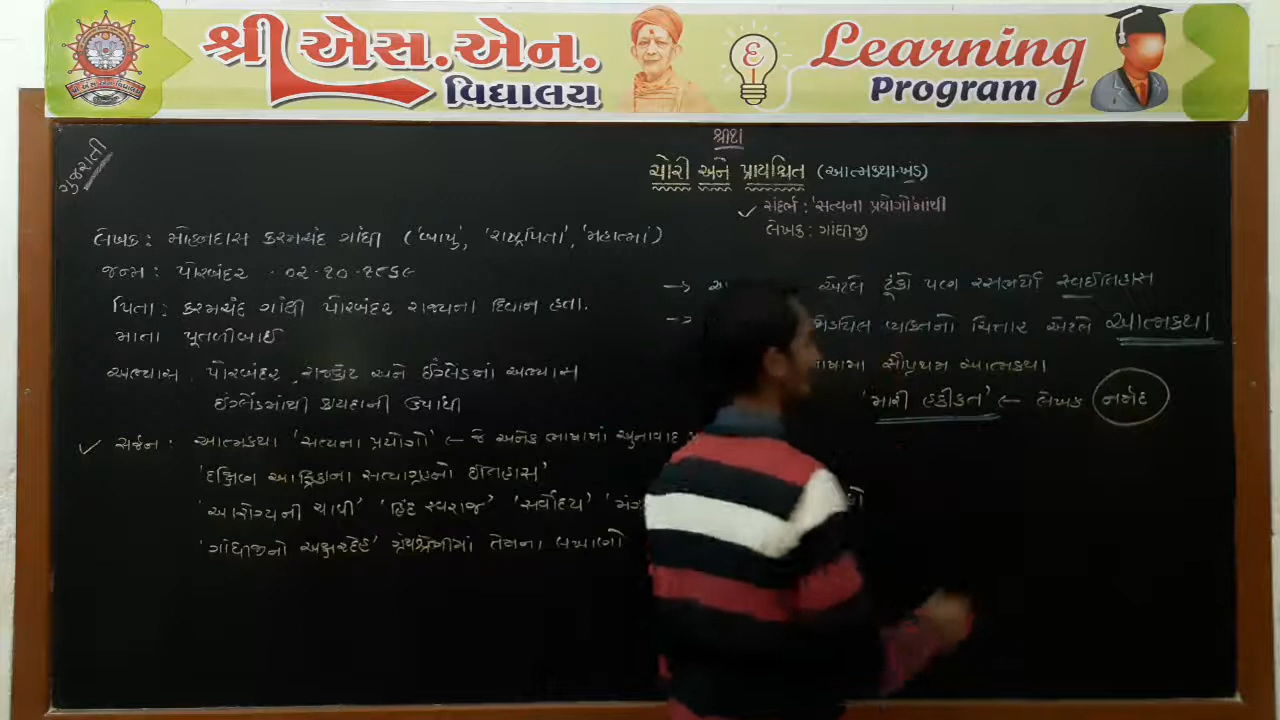 શ્રી એસ.એન.
વિદ્યાલય
Learning
Program
ગુજરાતી
શ્રી૧ા
ચોરી અને પ્રાયશ્ચિત (આત્મકથા-ખંડ)
સંદર્ભ : 'સત્યના પ્રયોગો'માંથી
લેખક : ગાંધીજી
લેખક : મોહનદાસ કરમચંદ ગાંધી ('બાપુ', 'રાષ્ટ્રપિતા', 'મહાત્મા)
જન્મ : પોરબંદર - ૦૨-૧૦-૧૮૬૯
પિતા : કરમચંદ ગાંધી પોરબંદર રાજ્યના દિવાન હતા.
માતા પૂતળીબાઈ
અભ્યાસ પોરબંદર, રાજકોટ અને ઈંગ્લેંડમાં અભ્યાસ
ઈંગ્લેંડમાંથી કાયદાની ઉપાધી
સર્જન : આત્મકથા 'સત્યના પ્રયોગો' ← જે અનેક ભાષામાં અનુવાદ
'દક્ષિણ આફ્રિકાના સત્યાગ્રહનો ઈતિહાસ'
'આરોગ્યની ચાવી' 'હિંદ સ્વરાજ' 'સર્વોદય'
'ગાંધીજીનો અક્ષરદેહ' ગ્રંથશ્રેણીમાં તેમના લખાણો
→ એટલે ટૂંકો પણ રસભર્યો સ્વઈતિહાસ
→ વ્યક્તિનો ચિતાર એટલે આત્મકથા
સૌપ્રથમ આત્મકથા
'મારી હકીકત' ← લેખક નર્મદ